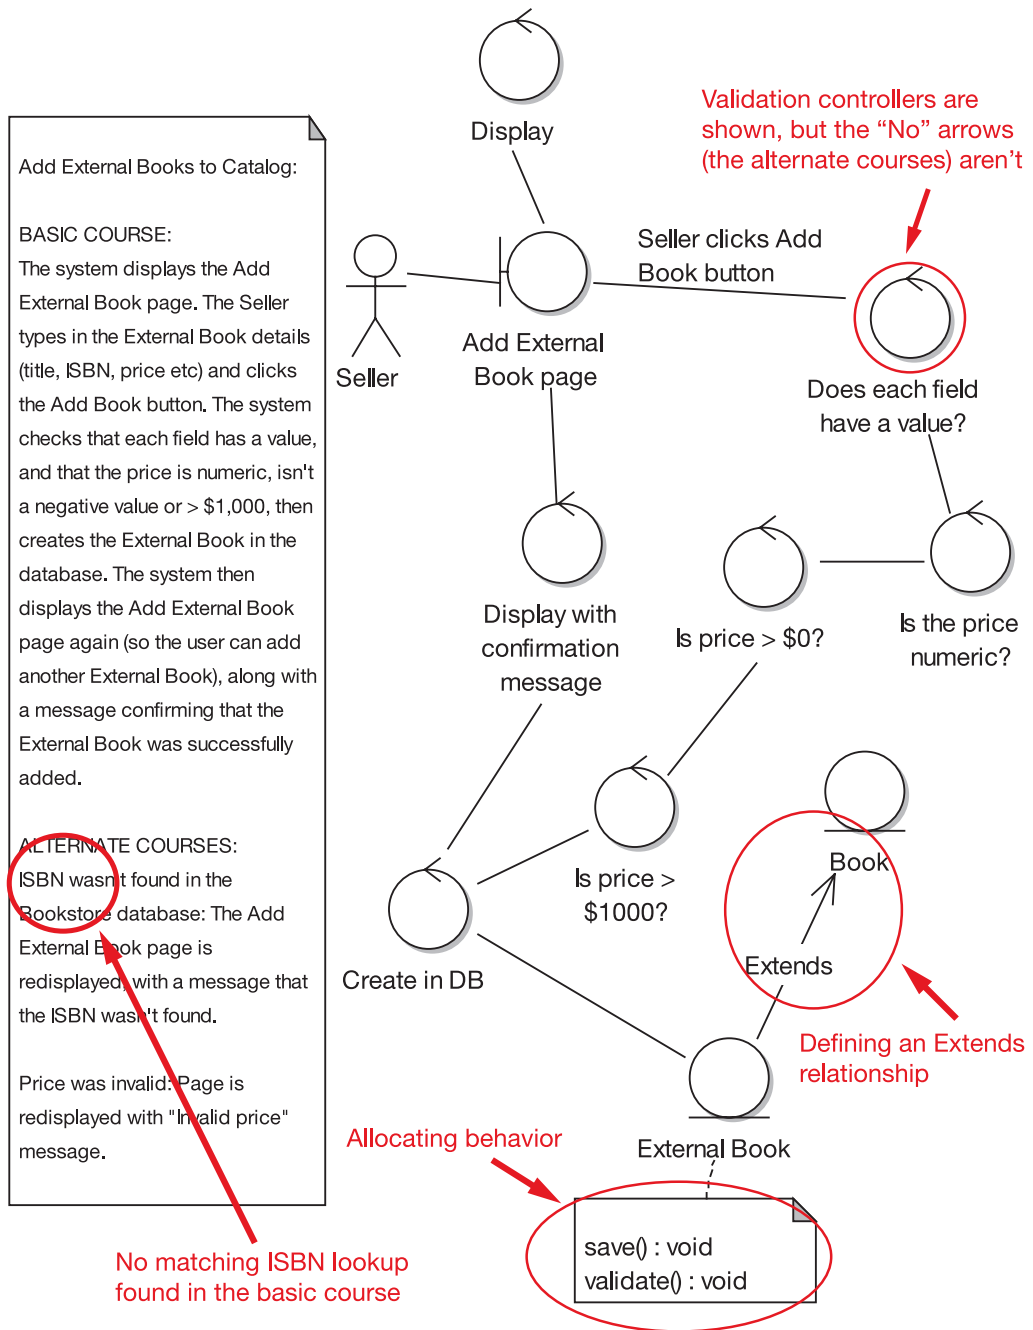 Display
Validation controllers are
shown, but the “No” arrows
(the alternate courses) aren’t
Add External Books to Catalog:
BASIC COURSE:
The system displays the Add
External Book page. The Seller
types in the External Book details
(title, ISBN, price etc) and clicks
the Add Book button. The system
checks that each field has a value,
and that the price is numeric, isn't
a negative value or > $1,000, then
creates the External Book in the
database. The system then
displays the Add External Book
page again (so the user can add
another External Book), along with
a message confirming that the
External Book was successfully
added.
ALTERNATE COURSES:
ISBN wasn't found in the
Bookstore database: The Add
External Book page is
redisplayed, with a message that
the ISBN wasn't found.
Price was invalid: Page is
redisplayed with "Invalid price"
message.
Seller
Add External
Book page
Seller clicks Add
Book button
Does each field
have a value?
Is the price
numeric?
Is price > $0?
Display with
confirmation
message
Is price >
$1000?
Book
Extends
Create in DB
Defining an Extends
relationship
External Book
Allocating behavior
save() : void
validate() : void
No matching ISBN lookup
found in the basic course